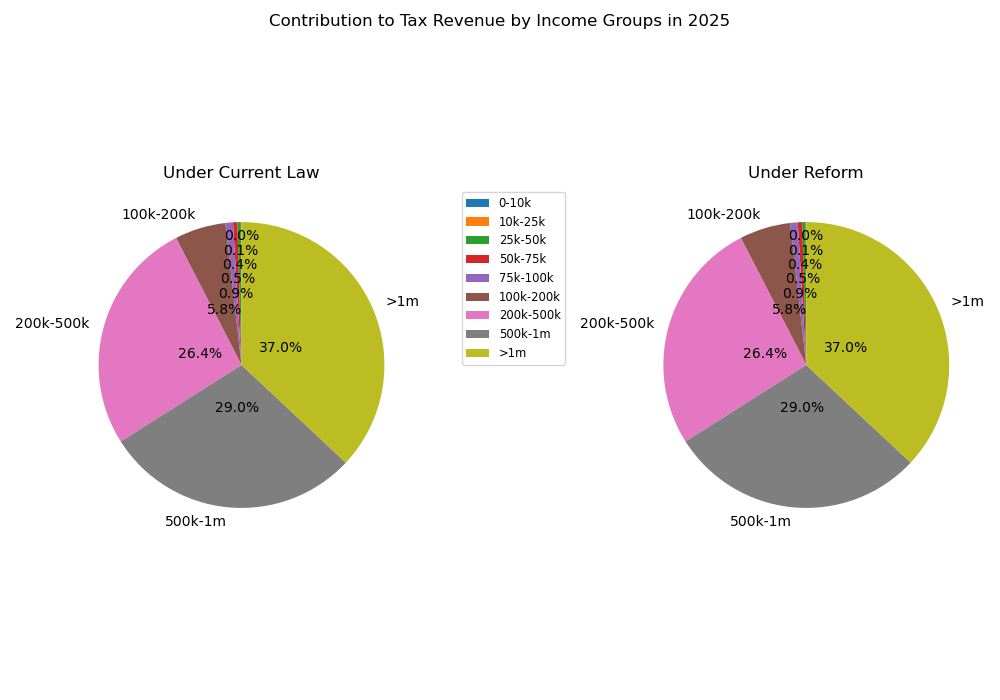 Contribution to Tax Revenue by Income Groups in 2025
Under Current Law
100k-200k
200k-500k
500k-1m
>1m
0.0%
0.1%
0.4%
0.5%
0.9%
5.8%
26.4%
37.0%
29.0%
0-10k
10k-25k
25k-50k
50k-75k
75k-100k
100k-200k
200k-500k
500k-1m
>1m
Under Reform
100k-200k
200k-500k
500k-1m
>1m
0.0%
0.1%
0.4%
0.5%
0.9%
5.8%
26.4%
37.0%
29.0%